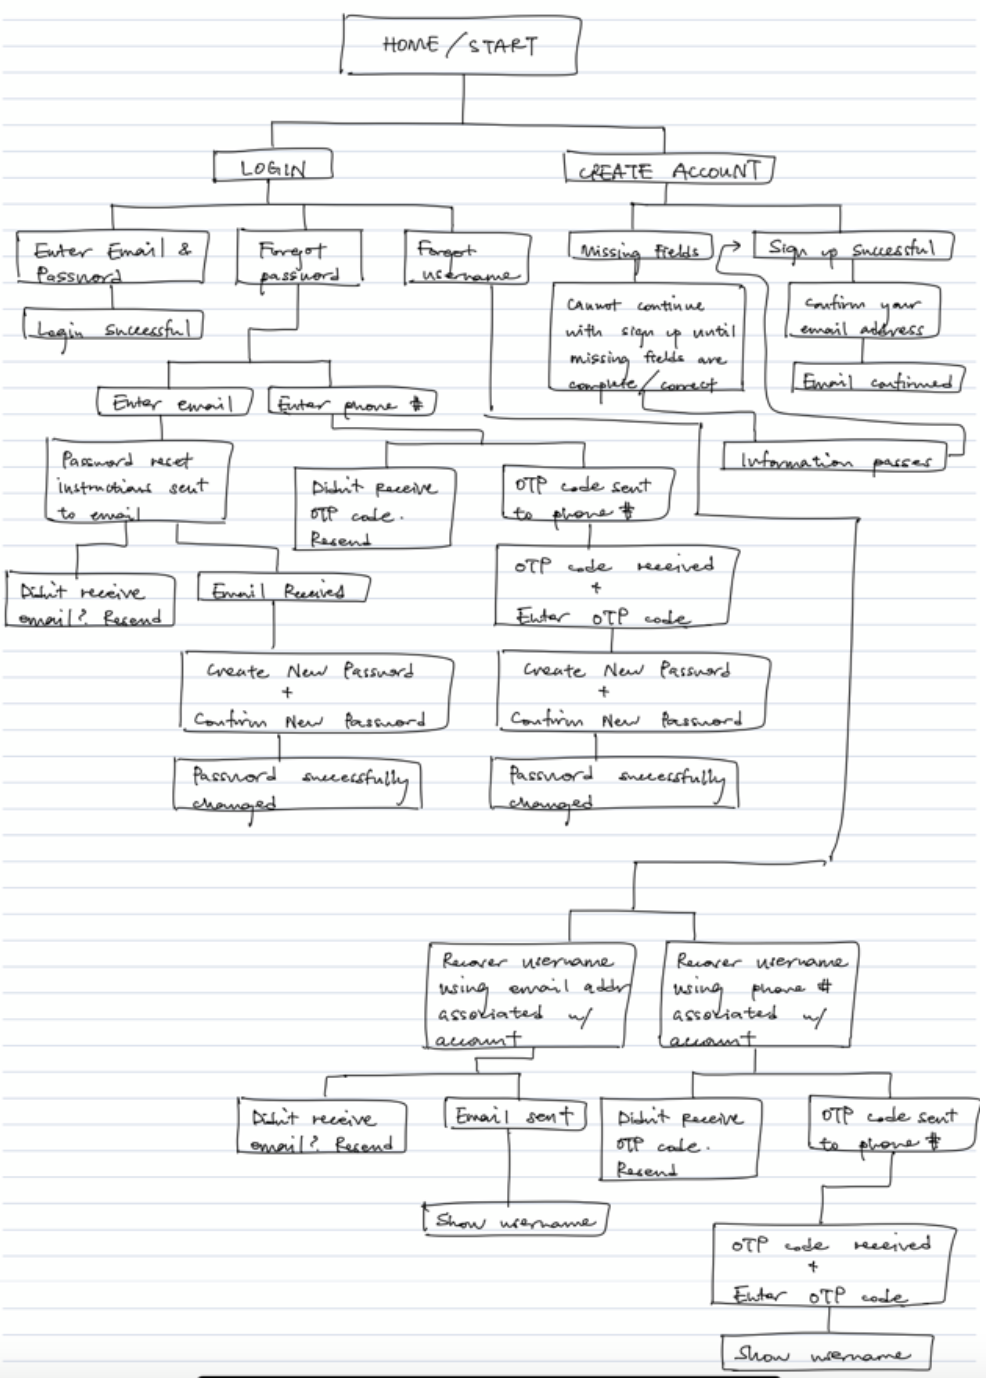 HOME / START
LOGIN
CREATE ACCOUNT
Enter Email &
Password
Forgot
password
Forgot
username
Missing fields
Sign up successful
Login successful
Cannot continue
with sign up until
missing fields are
complete / correct
Confirm your
email address
Email confirmed
Enter email
Enter phone #
Information passes
Password reset
instructions sent
to email
Didn't receive
OTP code.
Resend
OTP code sent
to phone #
Didn't receive
email? Resend
Email Received
OTP code received
+
Enter OTP code
Create New Password
+
Confirm New Password
Create New Password
+
Confirm New Password
Password successfully
changed
Password successfully
changed
Recover username
using email addr
associated w/
account
Recover username
using phone #
associated w/
account
Didn't receive
email? Resend
Email sent
Didn't receive
OTP code.
Resend
OTP code sent
to phone #
Show username
OTP code received
+
Enter OTP code
Show username